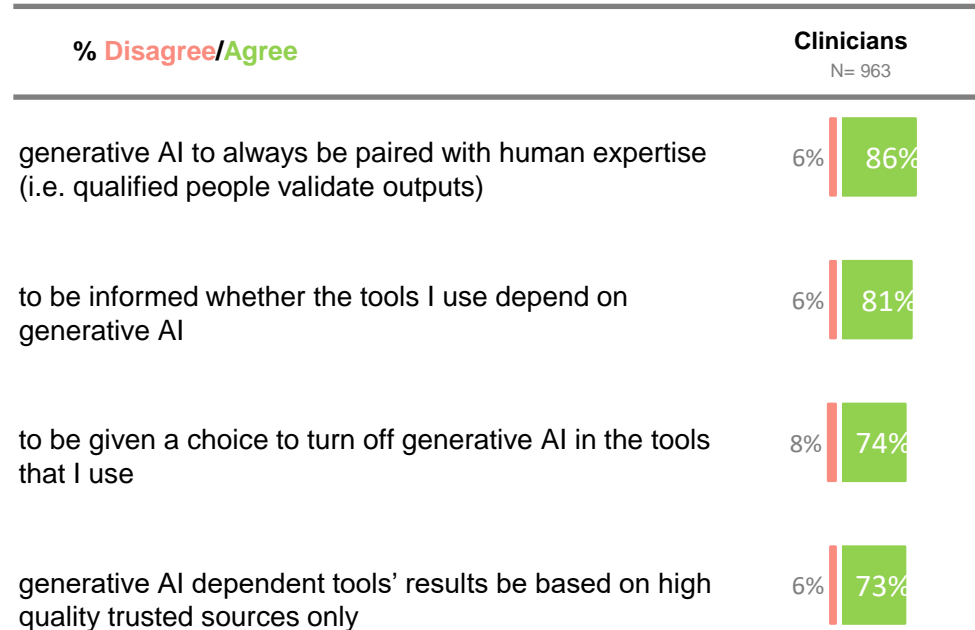 % Disagree/Agree
Clinicians
N= 963
generative AI to always be paired with human expertise
(i.e. qualified people validate outputs)
6%
86%
to be informed whether the tools I use depend on
generative AI
6%
81%
to be given a choice to turn off generative AI in the tools
that I use
8%
74%
generative AI dependent tools’ results be based on high
quality trusted sources only
6%
73%